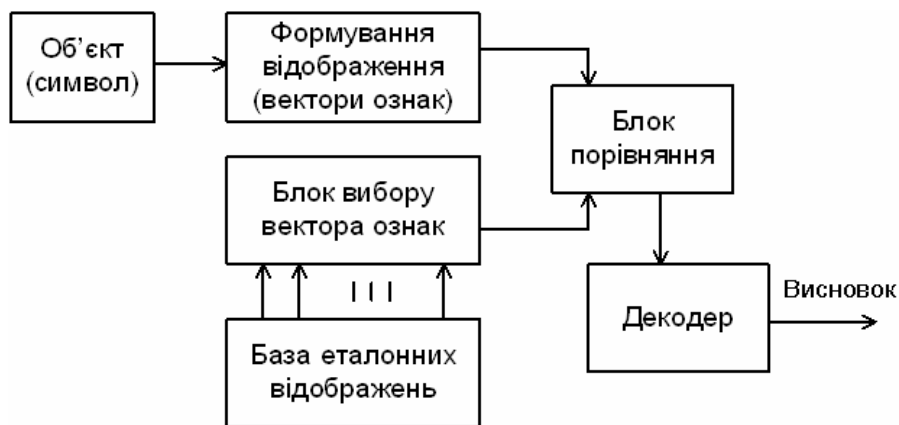 Об’єкт
(символ)
Формування
відображення
(вектори ознак)
Блок
порівняння
Блок вибору
вектора ознак
База еталонних
відображень
Декодер
Висновок